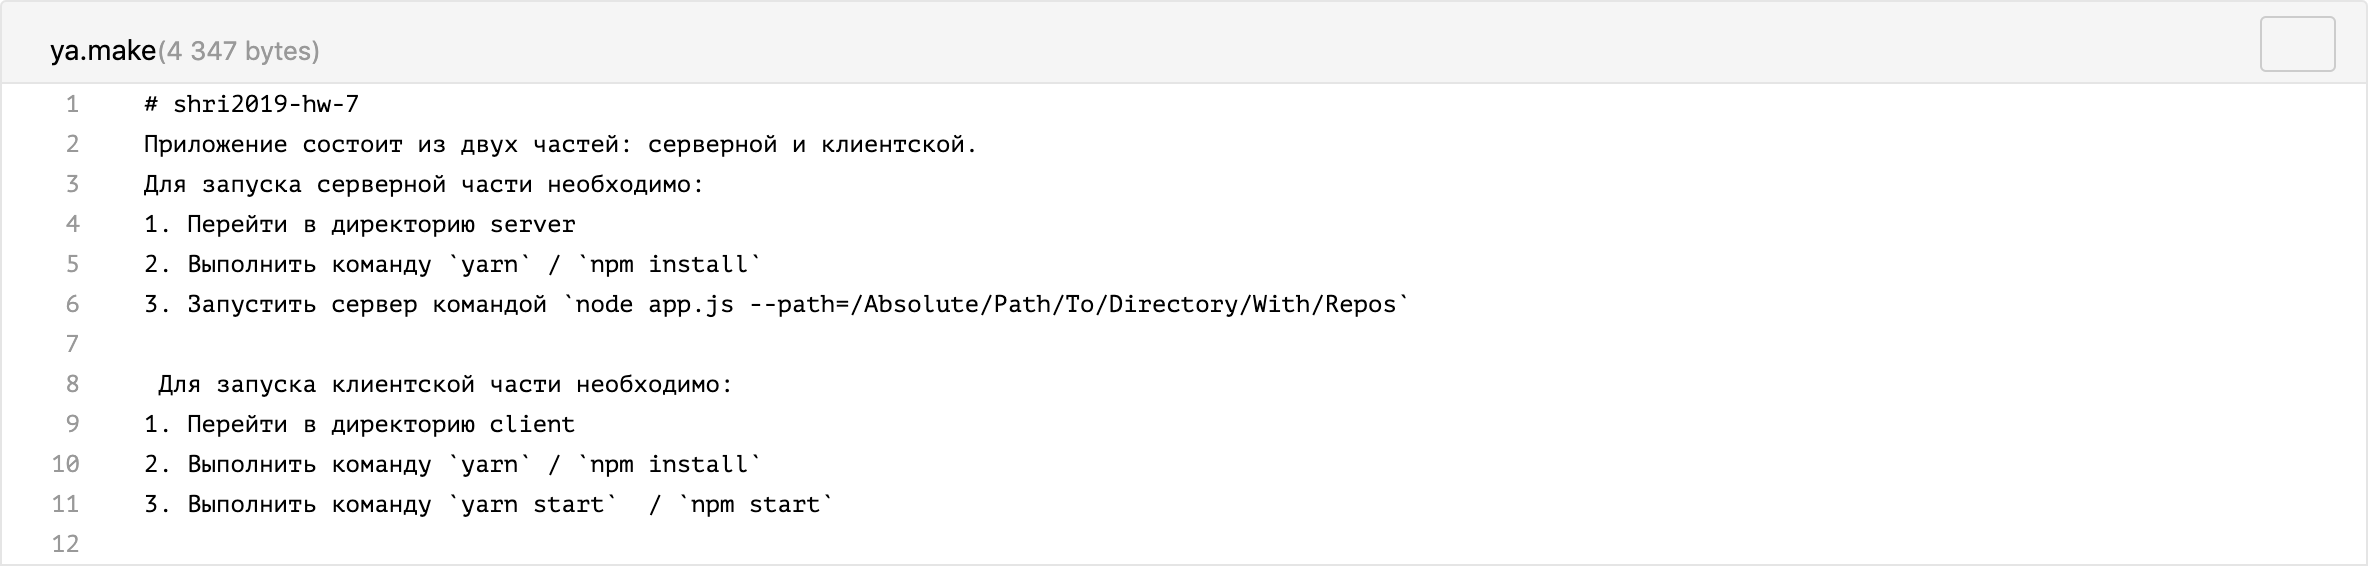 ya.make(4 347 bytes)
1 # shri2019-hw-7
2 Приложение состоит из двух частей: серверной и клиентской.
3 Для запуска серверной части необходимо:
4 1. Перейти в директорию server
5 2. Выполнить команду `yarn` / `npm install`
6 3. Запустить сервер командой `node app.js --path=/Absolute/Path/To/Directory/With/Repos`
7
8  Для запуска клиентской части необходимо:
9 1. Перейти в директорию client
10 2. Выполнить команду `yarn` / `npm install`
11 3. Выполнить команду `yarn start`  / `npm start`
12